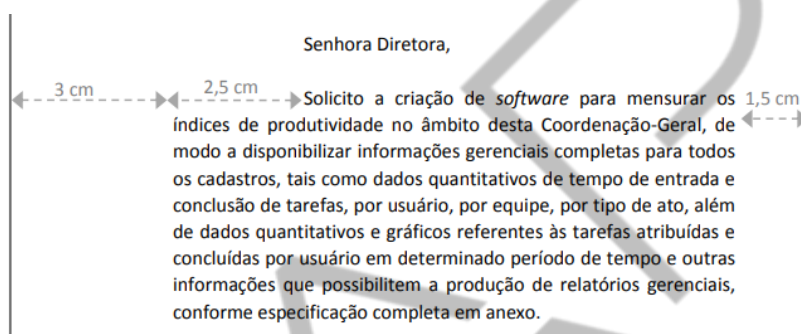 Senhora Diretora,
3 cm
2,5 cm
Solicito a criação de software para mensurar os
1,5 cm
índices de produtividade no âmbito desta Coordenação-Geral, de
modo a disponibilizar informações gerenciais completas para todos
os cadastros, tais como dados quantitativos de tempo de entrada e
conclusão de tarefas, por usuário, por equipe, por tipo de ato, além
de dados quantitativos e gráficos referentes às tarefas atribuídas e
concluídas por usuário em determinado período de tempo e outras
informações que possibilitem a produção de relatórios gerenciais,
conforme especificação completa em anexo.